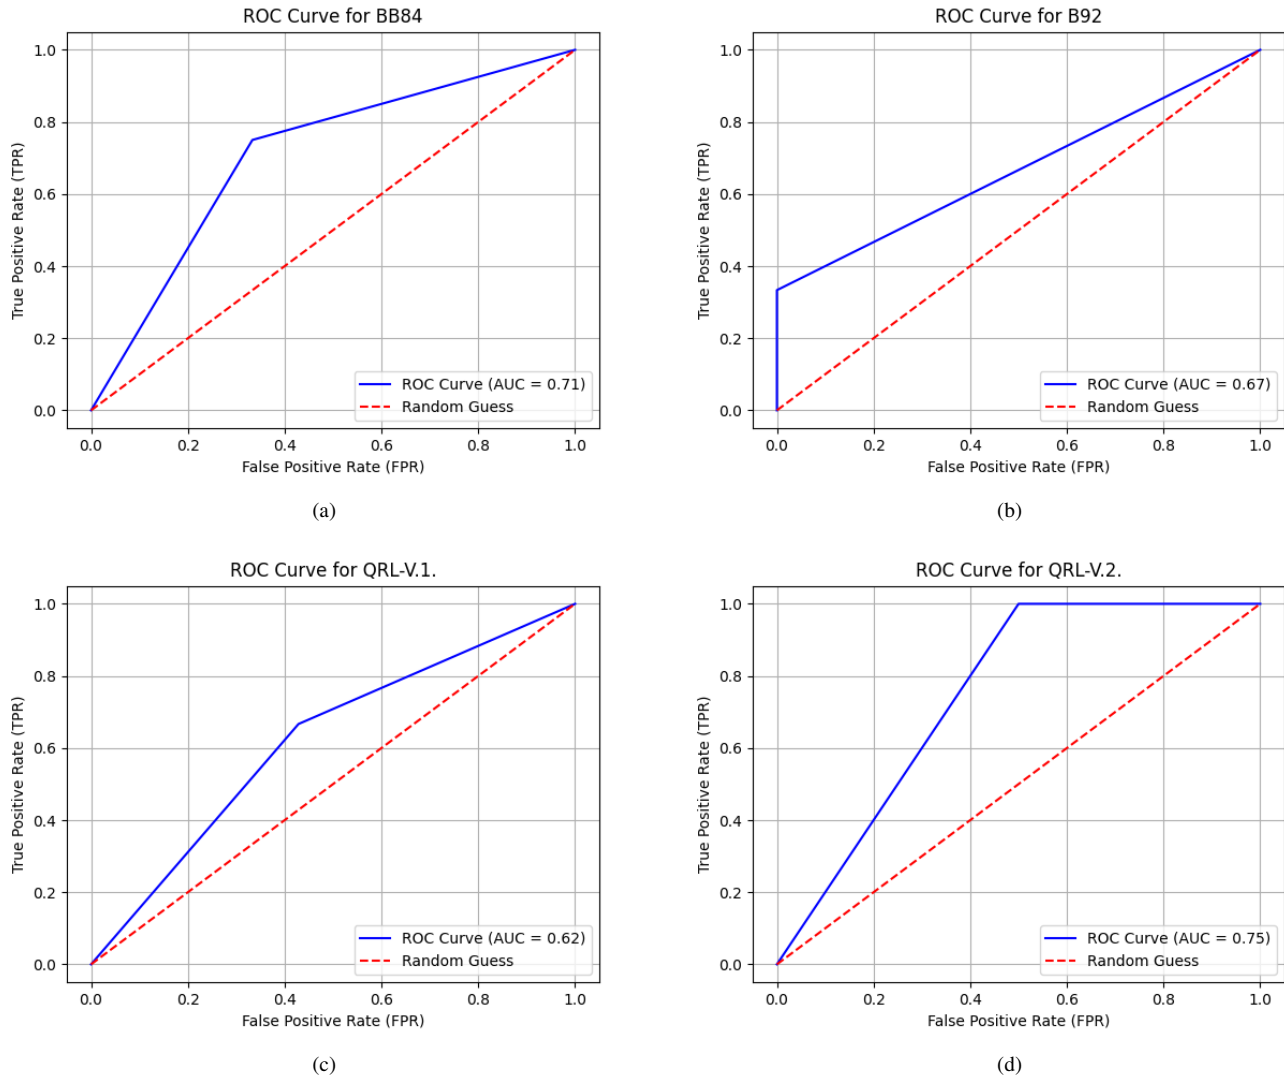 ROC Curve for BB84
1.0
0.8
0.6
0.4
0.2
0.0
True Positive Rate (TPR)
ROC Curve (AUC = 0.71)
Random Guess
0.0 0.2 0.4 0.6 0.8 1.0
False Positive Rate (FPR)
(a)
ROC Curve for B92
1.0
0.8
0.6
0.4
0.2
0.0
True Positive Rate (TPR)
ROC Curve (AUC = 0.67)
Random Guess
0.0 0.2 0.4 0.6 0.8 1.0
False Positive Rate (FPR)
(b)
ROC Curve for QRL-V.1.
1.0
0.8
0.6
0.4
0.2
0.0
True Positive Rate (TPR)
ROC Curve (AUC = 0.62)
Random Guess
0.0 0.2 0.4 0.6 0.8 1.0
False Positive Rate (FPR)
(c)
ROC Curve for QRL-V.2.
1.0
0.8
0.6
0.4
0.2
0.0
True Positive Rate (TPR)
ROC Curve (AUC = 0.75)
Random Guess
0.0 0.2 0.4 0.6 0.8 1.0
False Positive Rate (FPR)
(d)